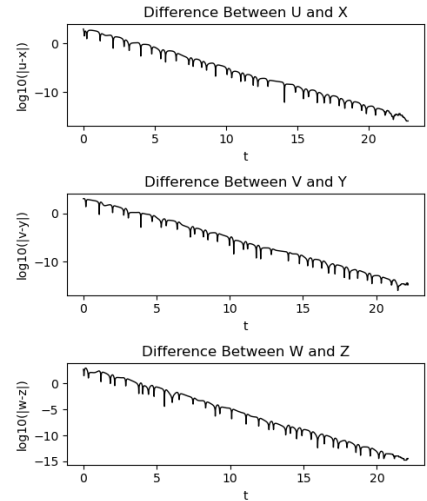 Difference Between U and X
log10(|u-x|)
0
−10
0 5 10 15 20
t
Difference Between V and Y
log10(|v-y|)
0
−10
0 5 10 15 20
t
Difference Between W and Z
log10(|w-z|)
0
−5
−10
−15
0 5 10 15 20
t